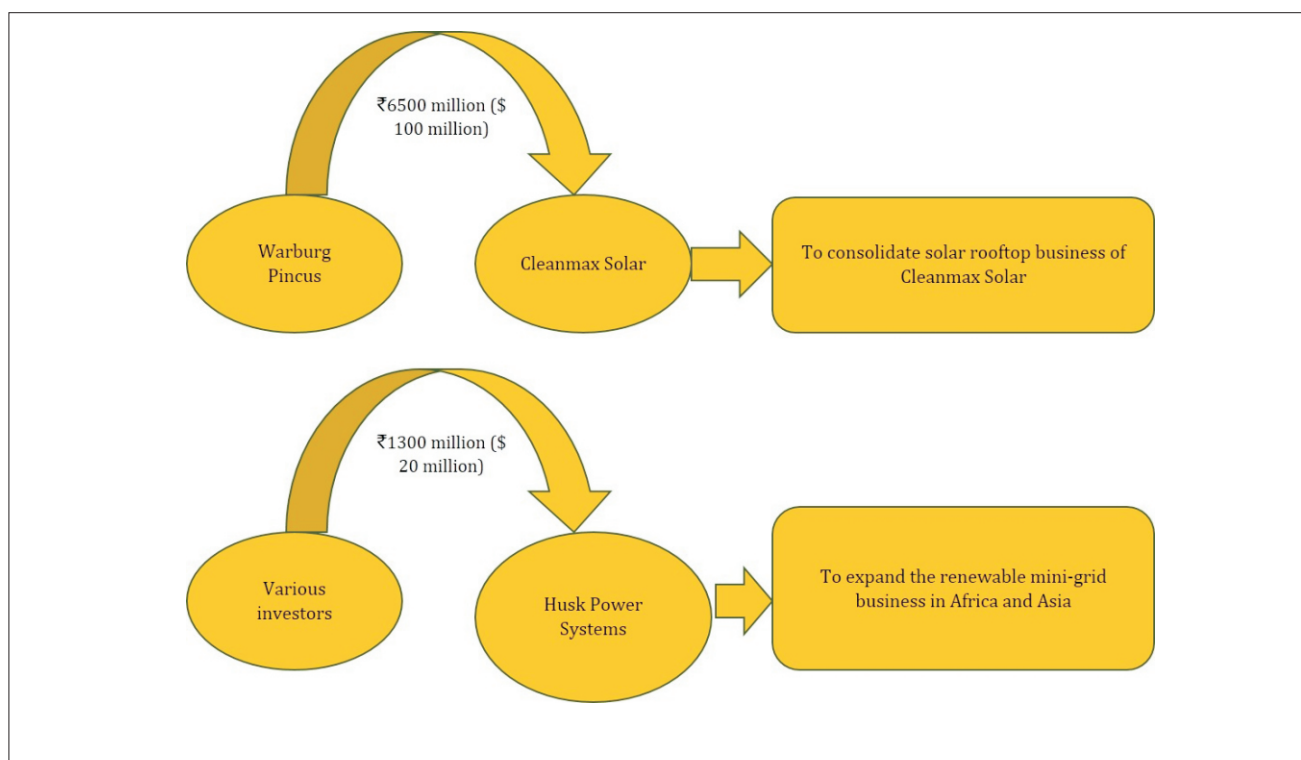 ₹6500 million ($
100 million)
Warburg
Pincus
Cleanmax Solar
To consolidate solar rooftop business of
Cleanmax Solar
₹1300 million ($
20 million)
Various
investors
Husk Power
Systems
To expand the renewable mini-grid
business in Africa and Asia